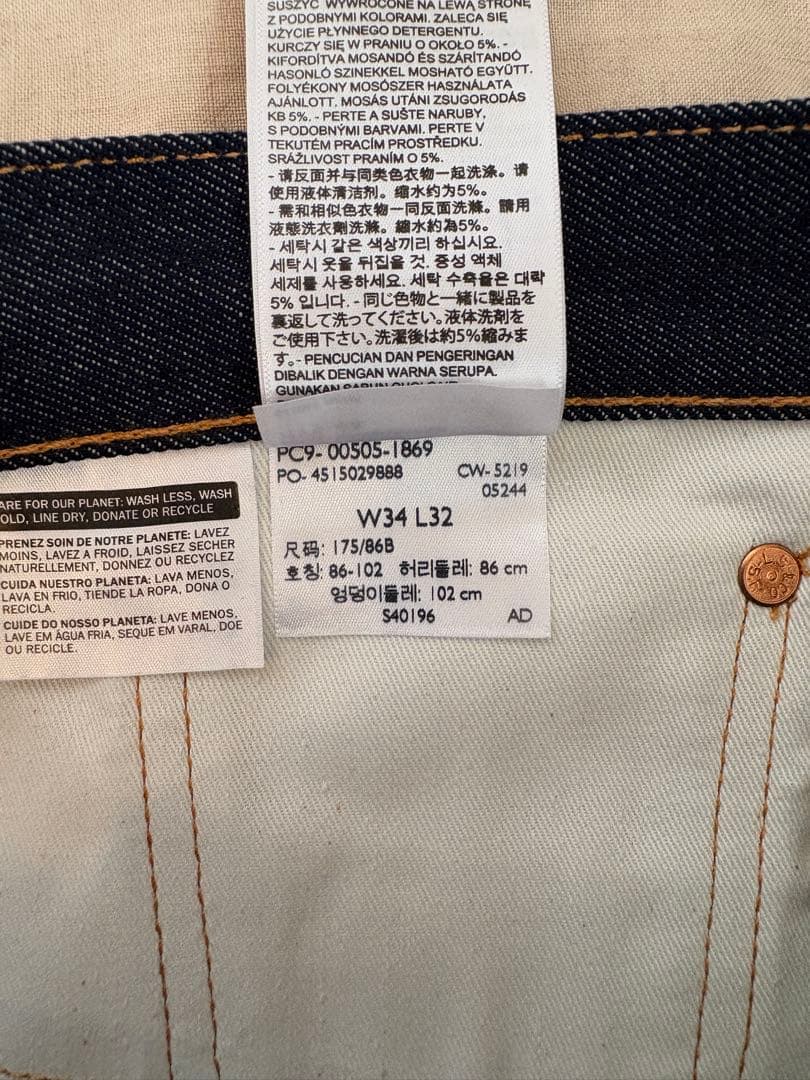 SUSZYĆ WYWRÓCONE NA LEWĄ STRONĘ
Z PODOBNYMI KOLORAMI. ZALECA SIĘ
UŻYCIE PŁYNNEGO DETERGENTU.
KURCZY SIĘ W PRANIU O OKOŁO 5%. -
KIFORDÍTVA MOSANDÓ ÉS SZÁRÍTANDÓ
HASONLÓ SZINEKKEL MOSHATÓ EGYÜTT.
FOLYÉKONY MOSÓSZER HASZNÁLATA
AJÁNLOTT. MOSÁS UTÁNI ZSUGORODÁS
KB 5%. - PERTE A SUŠTE NARUBY,
S PODOBNÝMI BARVAMI. PERTE V
TEKUTÉM PRACÍM PROSTŘEDKU.
SRÁŽLIVOST PRANÍM O 5%.
- 请反面并与同类色衣物一起洗涤。请
使用液体清洁剂。缩水约为5%。
- 需和相似色衣物一同反面洗滌。請用
液態洗衣劑洗滌。縮水約為5%。
- 세탁시 같은 색상끼리 하십시요.
세탁시 옷을 뒤집을 것. 중성 액체
세제를 사용하세요. 세탁 수축율은 대략
5% 입니다. - 同じ色物と一緒に製品を
裏返して洗ってください。液体洗剤を
ご使用下さい。洗濯後は約5%縮みま
す。- PENCUCIAN DAN PENGERINGAN
DIBALIK DENGAN WARNA SERUPA.
GUNAKAN SABUN
PC9- 00505-1869
PO- 4515029888 CW- 5219
05244
W34 L32
尺码: 175/86B
호칭: 86-102 허리둘레: 86 cm
엉덩이둘레: 102 cm
S40196 AD
ARE FOR OUR PLANET: WASH LESS, WASH
OLD, LINE DRY, DONATE OR RECYCLE
PRENEZ SOIN DE NOTRE PLANETE: LAVEZ
MOINS, LAVEZ A FROID, LAISSEZ SECHER
NATURELLEMENT, DONNEZ OU RECYCLEZ
CUIDA NUESTRO PLANETA: LAVA MENOS,
LAVA EN FRIO, TIENDE LA ROPA, DONA O
RECICLA.
CUIDE DO NOSSO PLANETA: LAVE MENOS,
LAVE EM ÁGUA FRIA, SEQUE EM VARAL, DOE
OU RECICLE.